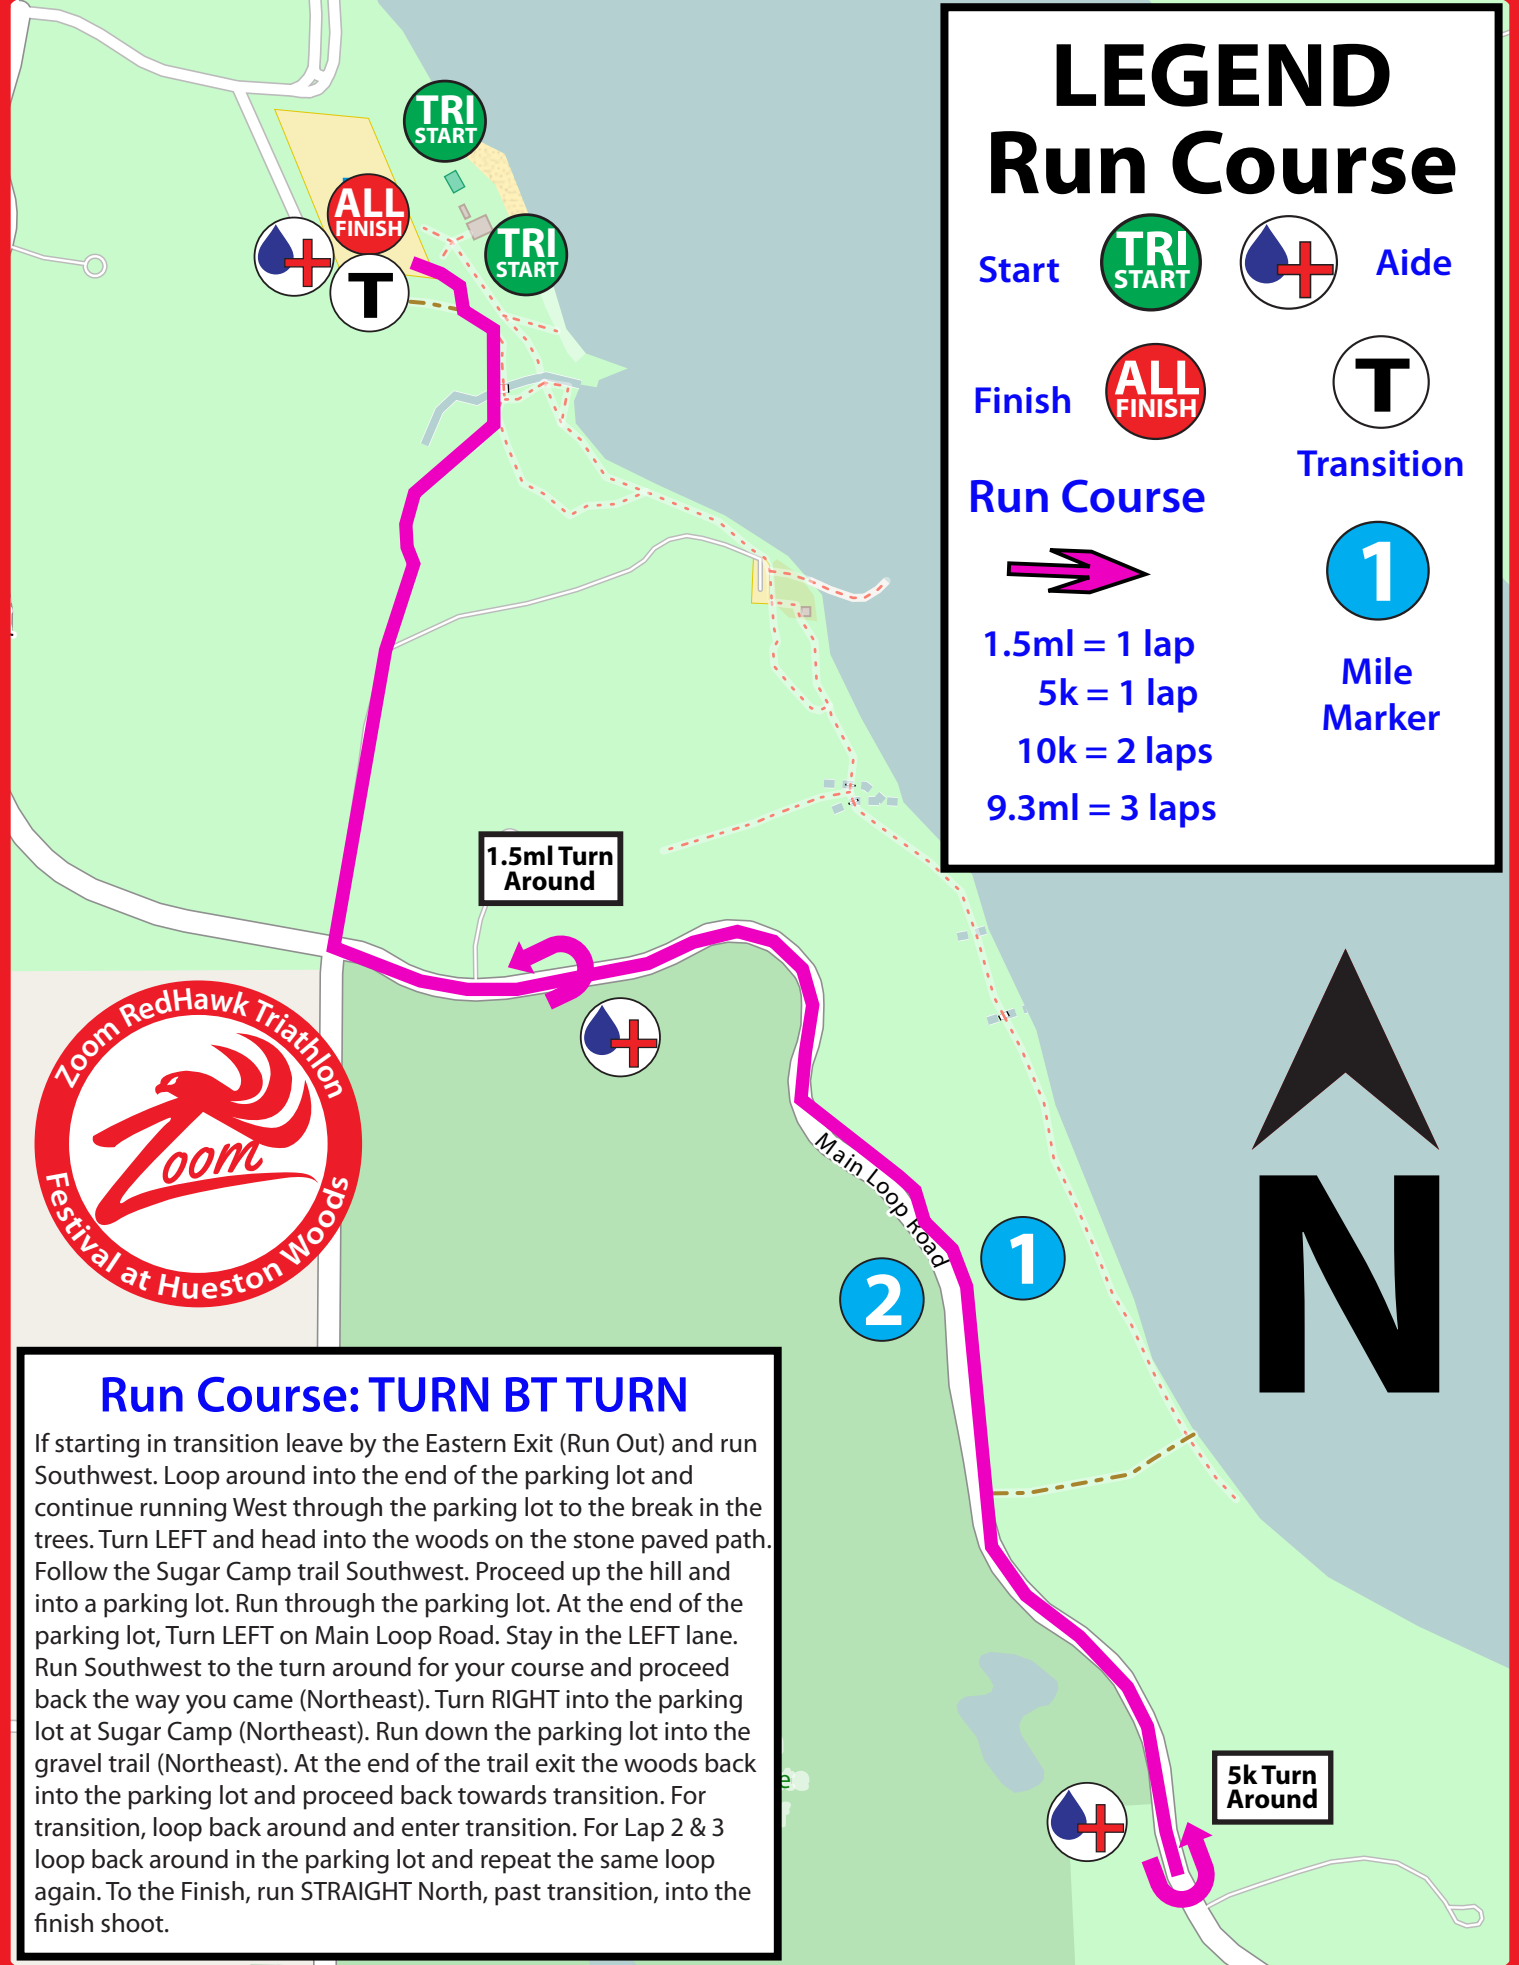 LEGEND
Run Course
Start
TRI
START
Aide
Finish
ALL
FINISH
T
Transition
Run Course
1
Mile
Marker
1.5ml = 1 lap
5k = 1 lap
10k = 2 laps
9.3ml = 3 laps
TRI
START
ALL
FINISH
TRI
START
T
1.5ml Turn
Around
Main Loop Road
1
2
N
Zoom RedHawk Triathlon
Zoom
Festival at Hueston Woods
5k Turn
Around
Run Course: TURN BT TURN
If starting in transition leave by the Eastern Exit (Run Out) and run
Southwest. Loop around into the end of the parking lot and
continue running West through the parking lot to the break in the
trees. Turn LEFT and head into the woods on the stone paved path.
Follow the Sugar Camp trail Southwest. Proceed up the hill and
into a parking lot. Run through the parking lot. At the end of the
parking lot, Turn LEFT on Main Loop Road. Stay in the LEFT lane.
Run Southwest to the turn around for your course and proceed
back the way you came (Northeast). Turn RIGHT into the parking
lot at Sugar Camp (Northeast). Run down the parking lot into the
gravel trail (Northeast). At the end of the trail exit the woods back
into the parking lot and proceed back towards transition. For
transition, loop back around and enter transition. For Lap 2 & 3
loop back around in the parking lot and repeat the same loop
again. To the Finish, run STRAIGHT North, past transition, into the
finish shoot.